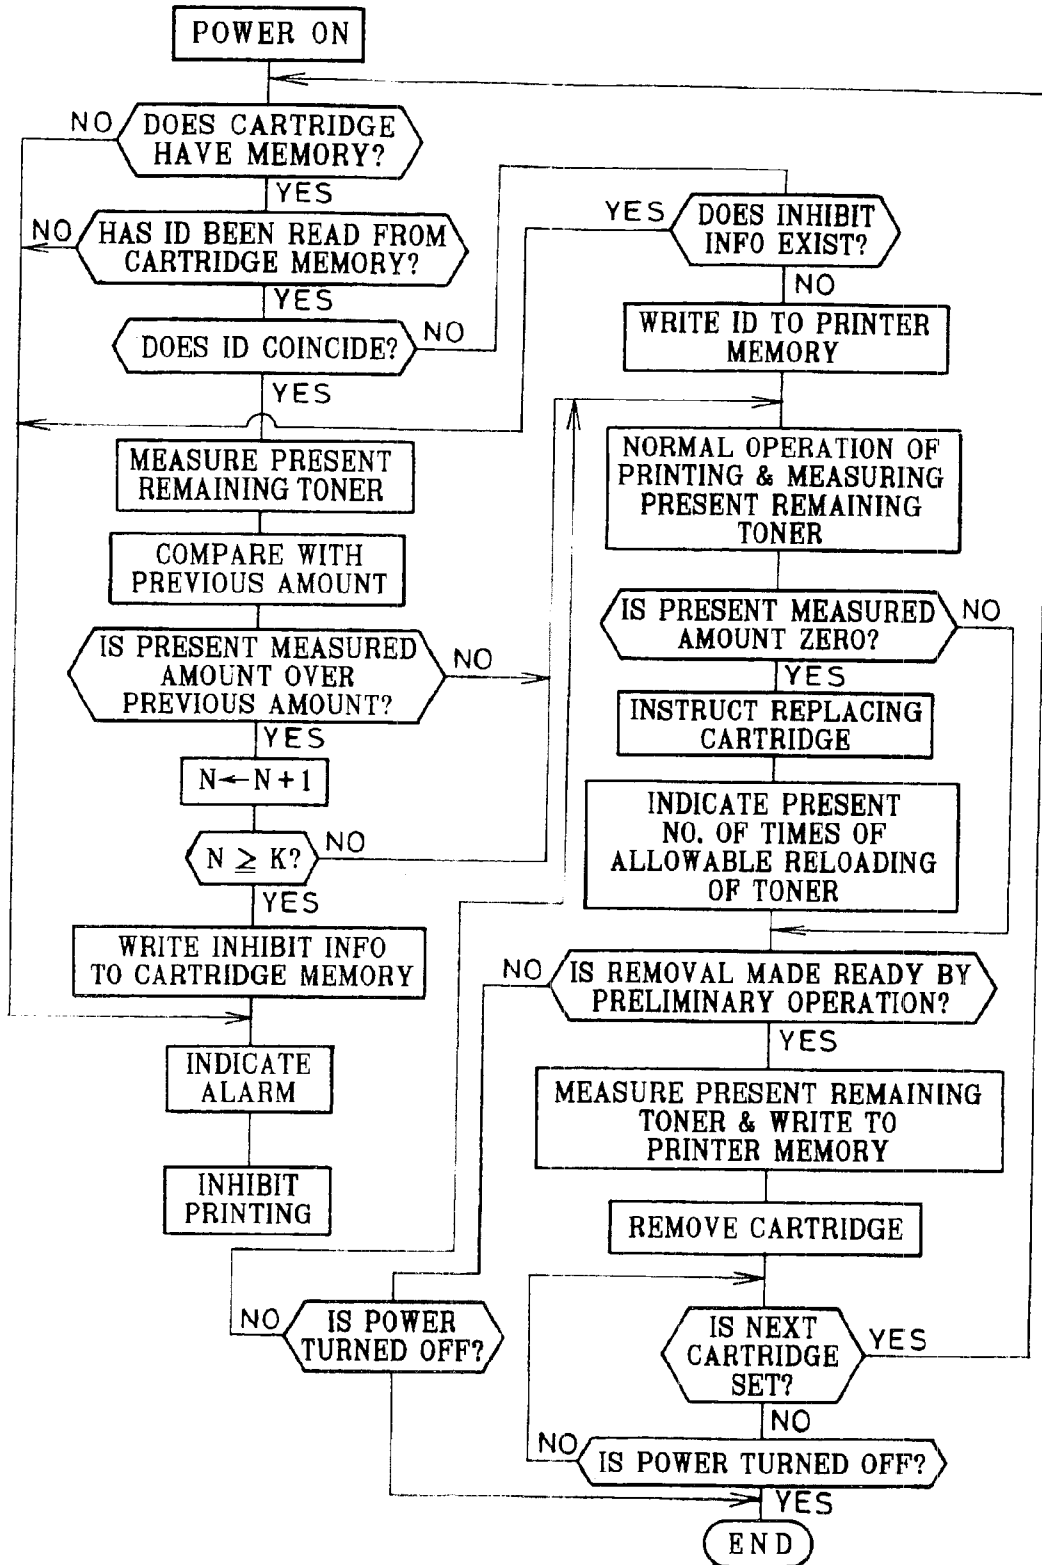 POWER ON
NO
DOES CARTRIDGE
HAVE MEMORY?
YES
NO
HAS ID BEEN READ FROM
CARTRIDGE MEMORY?
YES
DOES ID COINCIDE?
NO
YES
MEASURE PRESENT
REMAINING TONER
COMPARE WITH
PREVIOUS AMOUNT
IS PRESENT MEASURED
AMOUNT OVER
PREVIOUS AMOUNT?
NO
YES
N←N+1
N ≧ K?
NO
YES
WRITE INHIBIT INFO
TO CARTRIDGE MEMORY
INDICATE
ALARM
INHIBIT
PRINTING
YES
DOES INHIBIT
INFO EXIST?
NO
WRITE ID TO PRINTER
MEMORY
NORMAL OPERATION OF
PRINTING & MEASURING
PRESENT REMAINING
TONER
IS PRESENT MEASURED
AMOUNT ZERO?
NO
YES
INSTRUCT REPLACING
CARTRIDGE
INDICATE PRESENT
NO. OF TIMES OF
ALLOWABLE RELOADING
OF TONER
NO
IS REMOVAL MADE READY BY
PRELIMINARY OPERATION?
YES
MEASURE PRESENT REMAINING
TONER & WRITE TO
PRINTER MEMORY
REMOVE CARTRIDGE
NO
IS POWER
TURNED OFF?
IS NEXT
CARTRIDGE
SET?
YES
NO
NO
IS POWER TURNED OFF?
YES
END